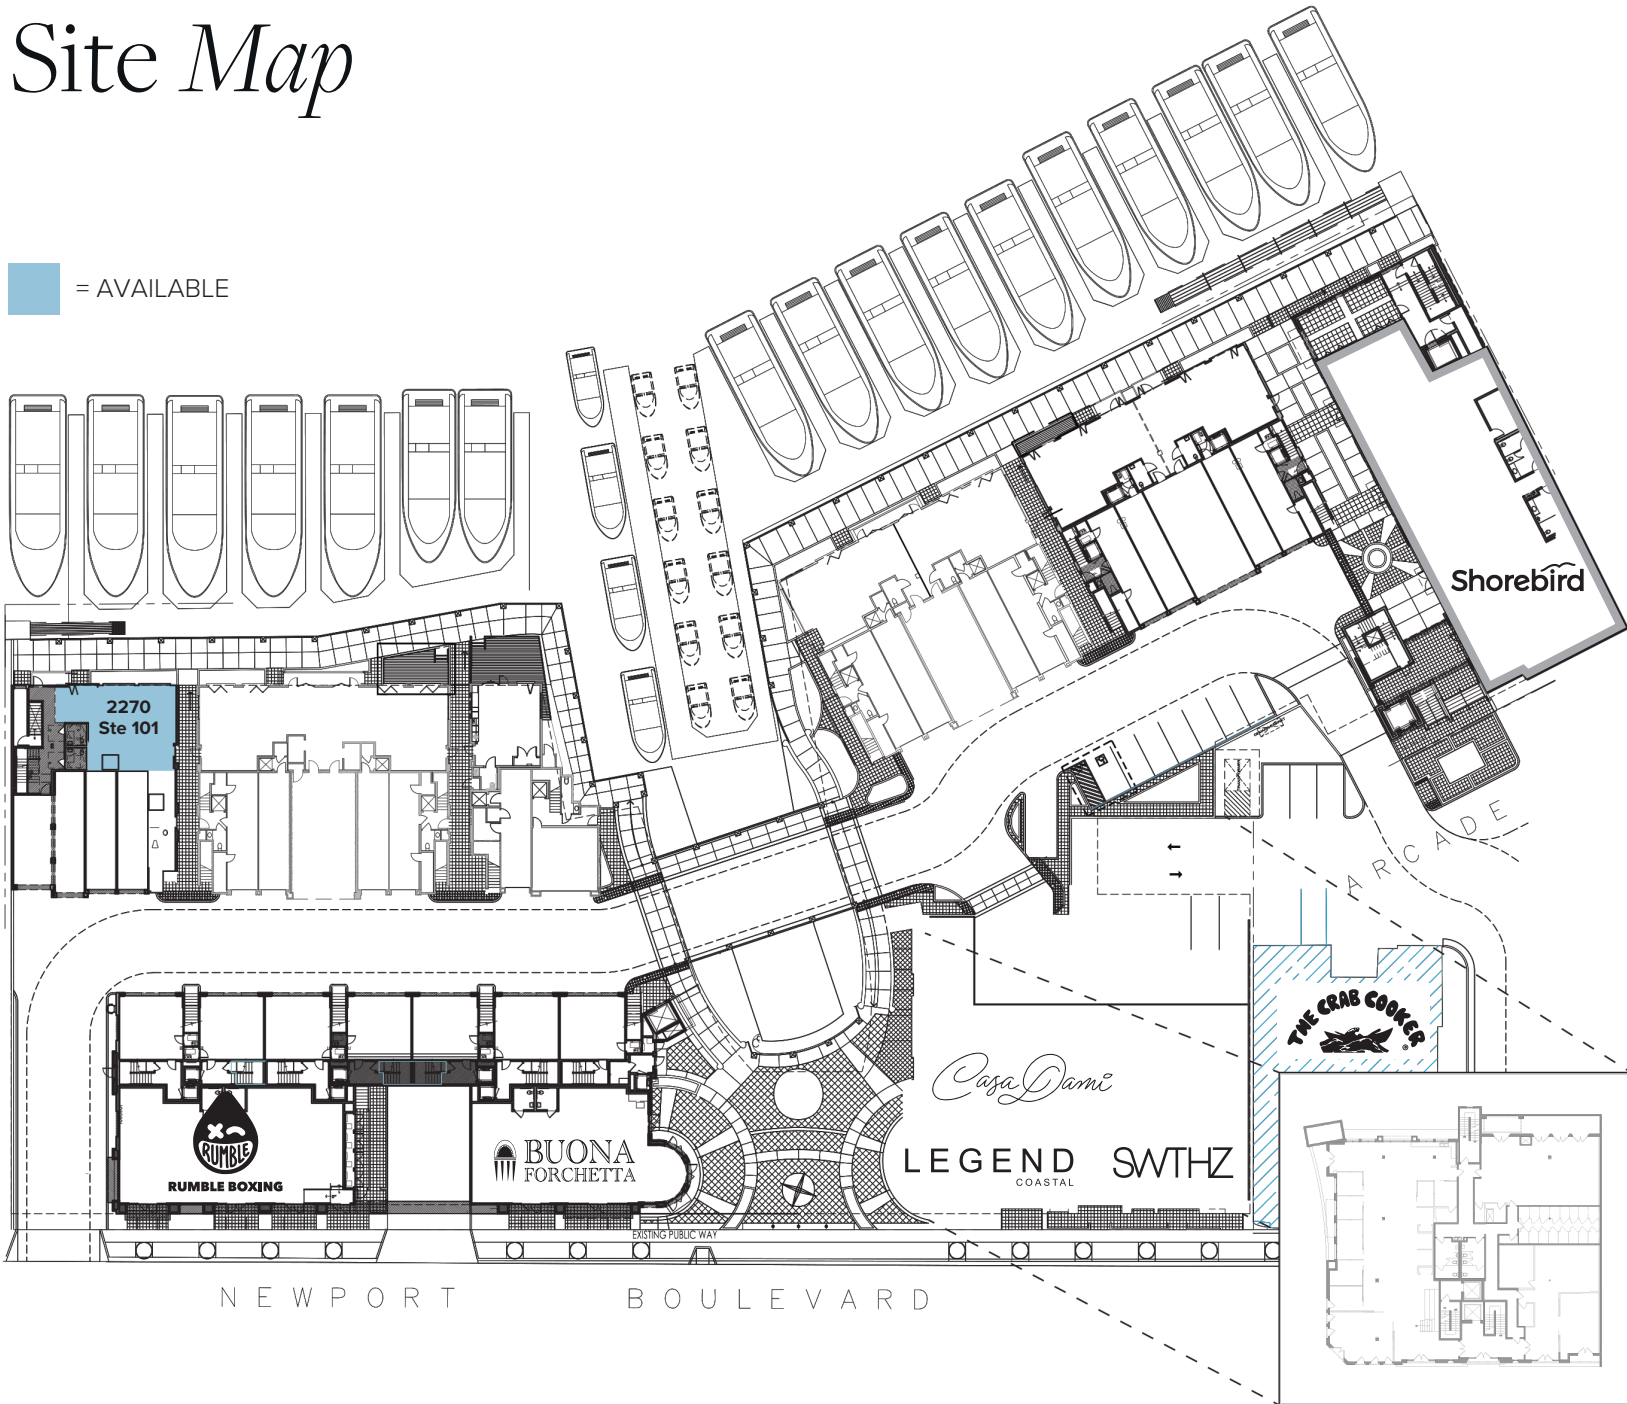 Site Map
= AVAILABLE
2270
Ste 101
Shorebird
ARCADE
THE CRAB COOKER
®
Casa Dami
LEGEND
COASTAL
SWTHZ
RUMBLE
RUMBLE BOXING
BUONA
FORCHETTA
EXISTING PUBLIC WAY
NEWPORT BOULEVARD